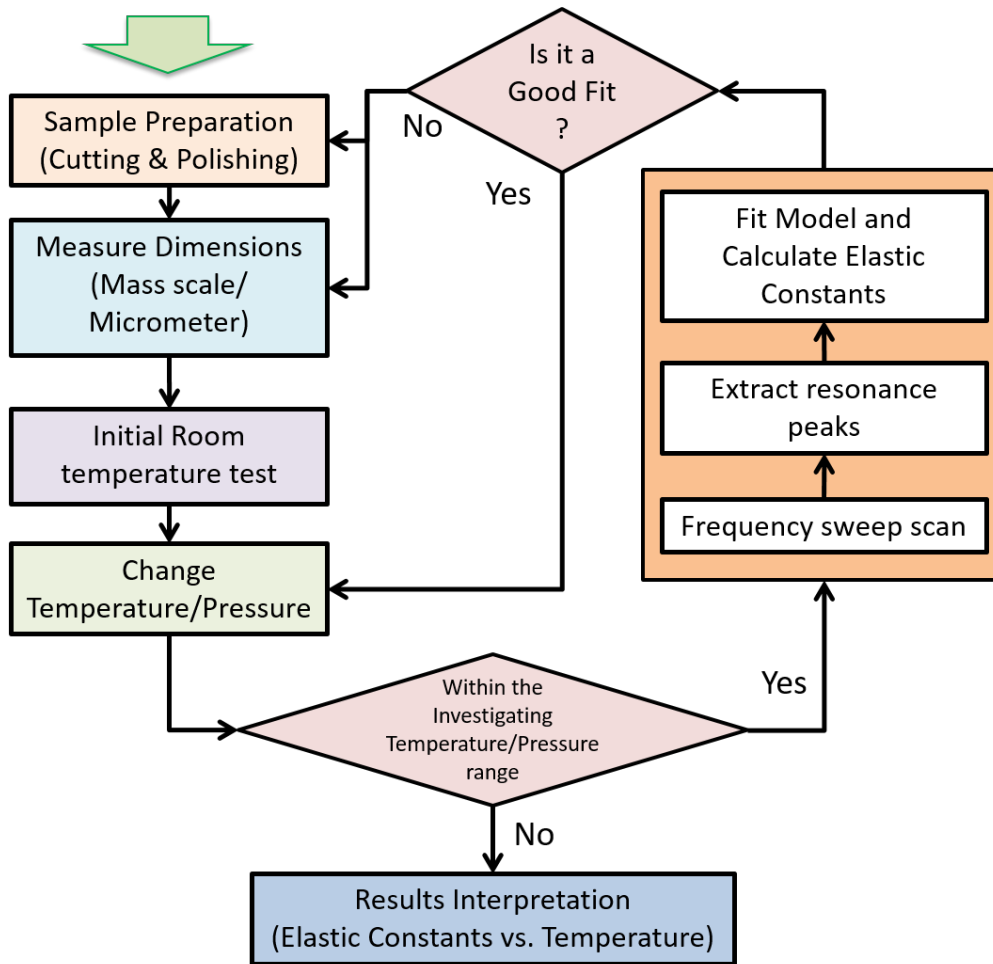 Sample Preparation
(Cutting & Polishing)
Measure Dimensions
(Mass scale/
Micrometer)
Initial Room
temperature test
Change
Temperature/Pressure
Within the
Investigating
Temperature/Pressure
range
Yes
No
Results Interpretation
(Elastic Constants vs. Temperature)
Frequency sweep scan
Extract resonance
peaks
Fit Model and
Calculate Elastic
Constants
Is it a
Good Fit
?
No
Yes